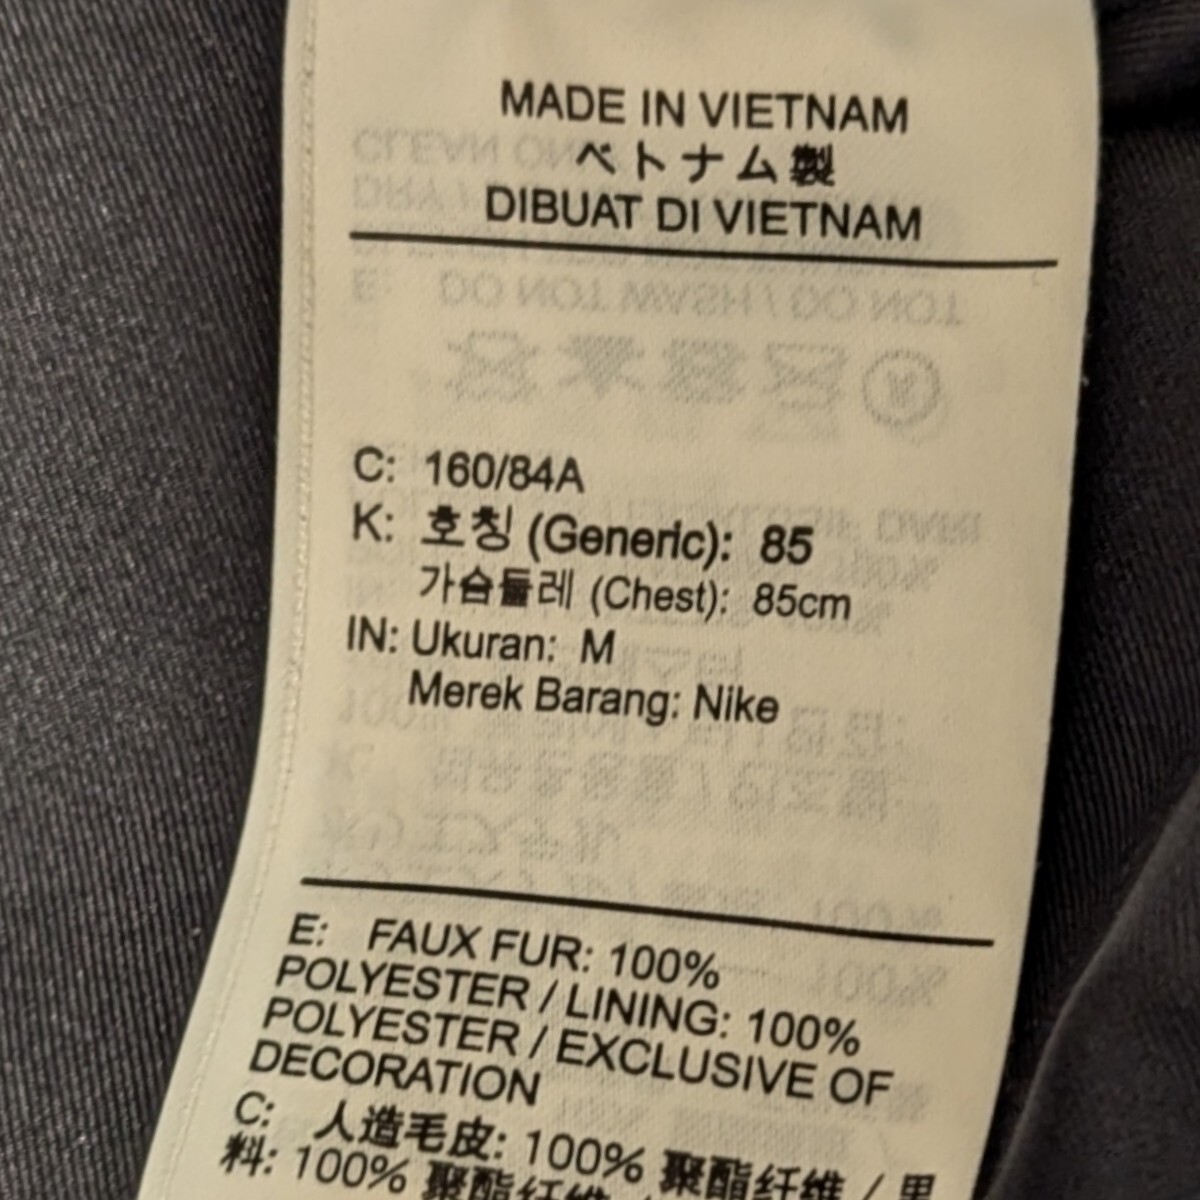 MADE IN VIETNAM
ベトナム製
DIBUAT DI VIETNAM
C: 160/84A
K: 호칭 (Generic): 85
가슴둘레 (Chest): 85cm
IN: Ukuran: M
Merek Barang: Nike
E: FAUX FUR: 100%
POLYESTER / LINING: 100%
POLYESTER / EXCLUSIVE OF
DECORATION
C: 人造毛皮: 100% 聚酯纤维 / 里
料: 100% 聚酯纤维 /